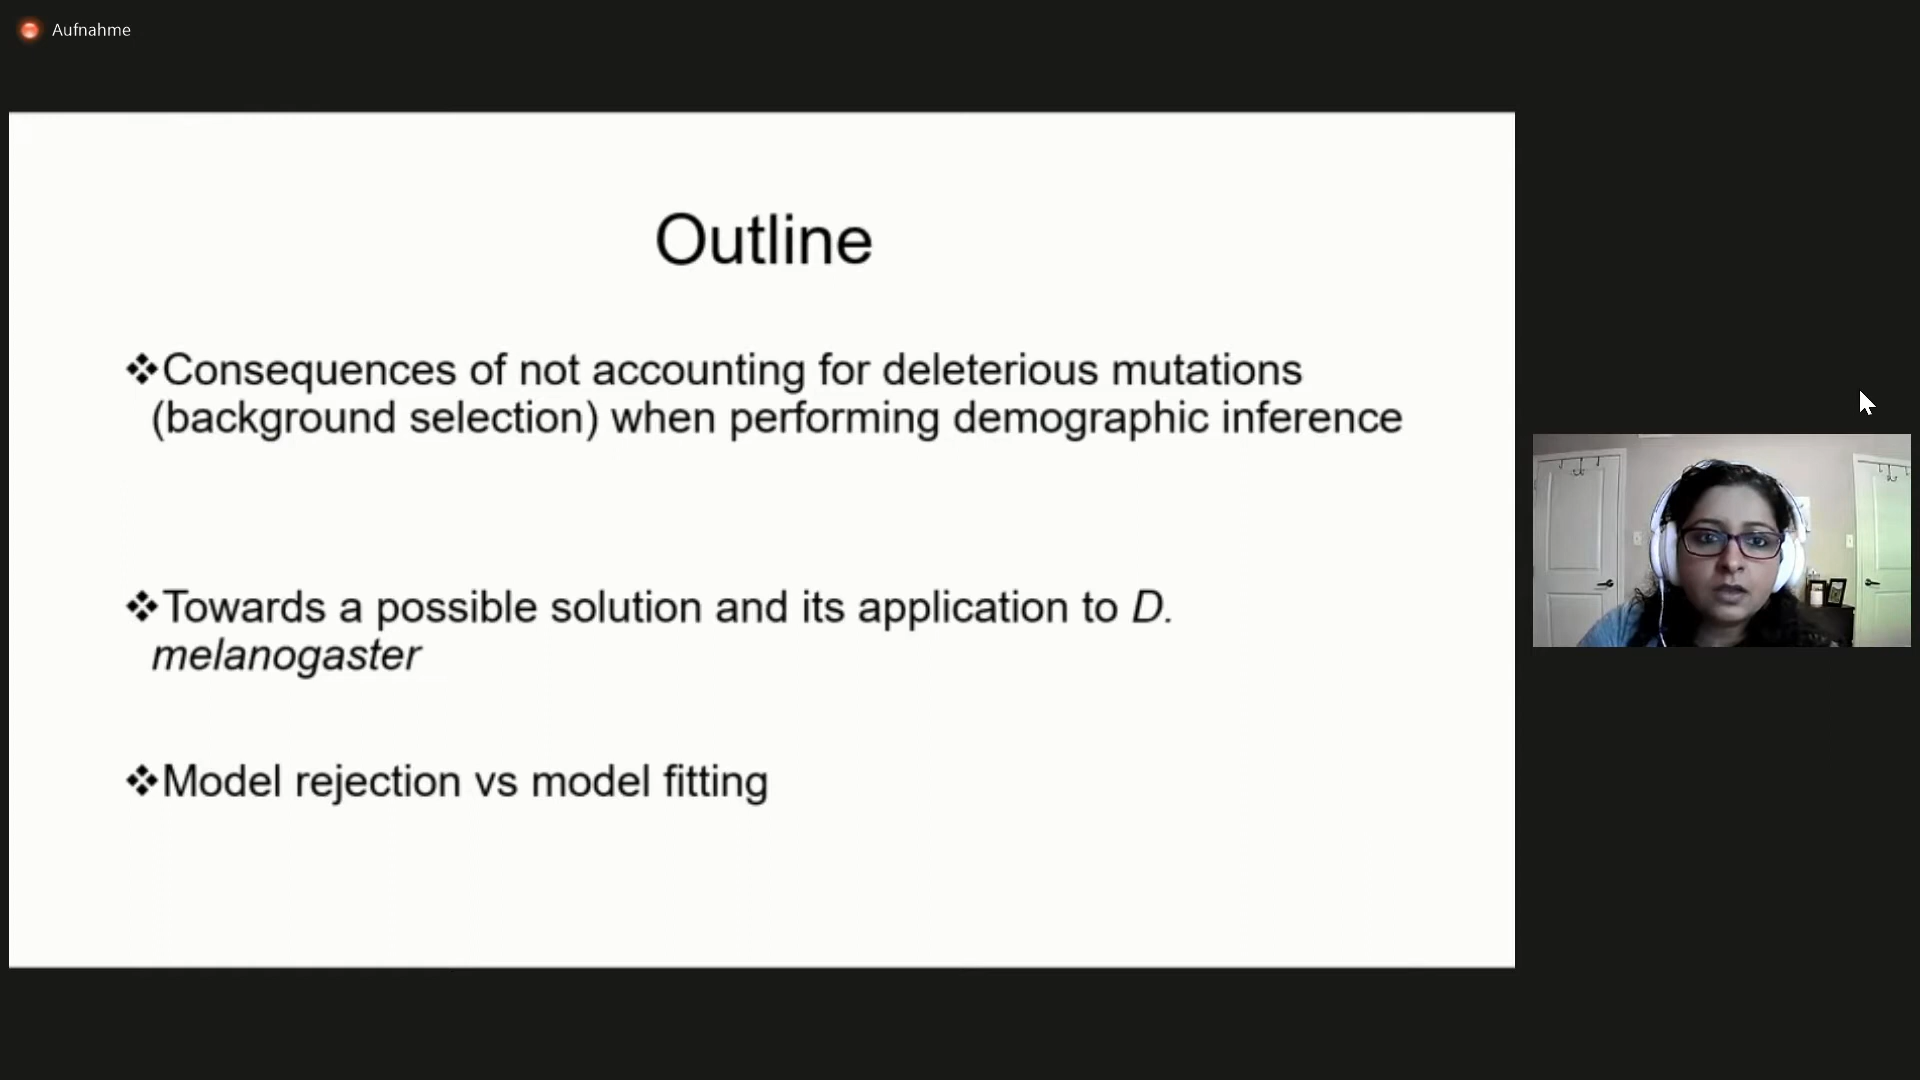 Aufnahme
Outline
❖Consequences of not accounting for deleterious mutations
(background selection) when performing demographic inference
❖Towards a possible solution and its application to D.
melanogaster
❖Model rejection vs model fitting